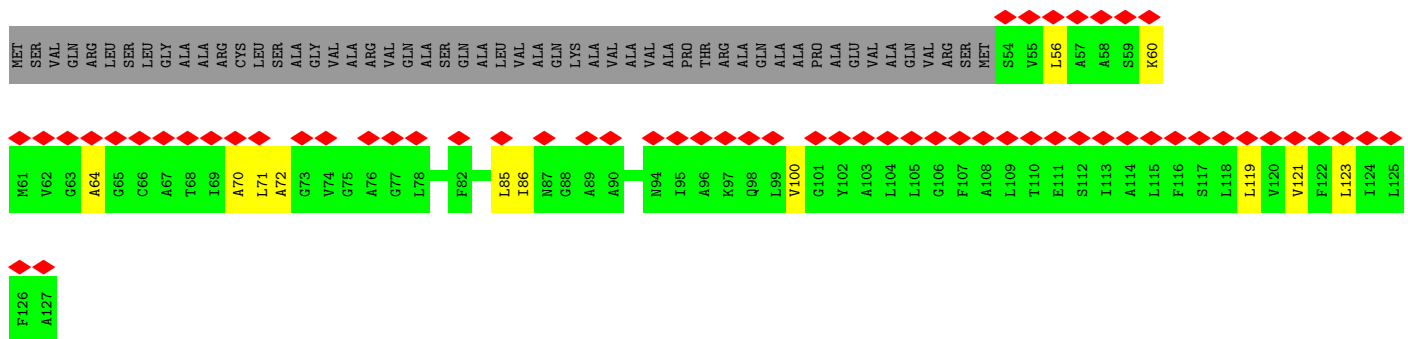 MET SER VAL GLN ARG LEU SER LEU GLY ALA ALA ARG CYS LEU SER ALA GLY VAL ALA ARG VAL GLN ALA SER GLN ALA LEU VAL ALA GLN LYS ALA VAL ALA VAL ALA PRO THR ARG ALA GLN ALA ALA PRO ALA GLU VAL ALA GLN VAL ARG SER MET S54 V55 L56 A57 A58 S59 K60
M61 V62 G63 A64 G65 C66 A67 T68 I69 A70 L71 A72 G73 V74 G75 A76 G77 L78 F82 L85 I86 N87 G88 A89 A90 N94 I95 A96 K97 Q98 L99 V100 G101 Y102 A103 L104 L105 G106 F107 A108 L109 T110 E111 S112 I113 A114 L115 F116 S117 L118 L119 V120 V121 F122 L123 I124 L125
F126 A127